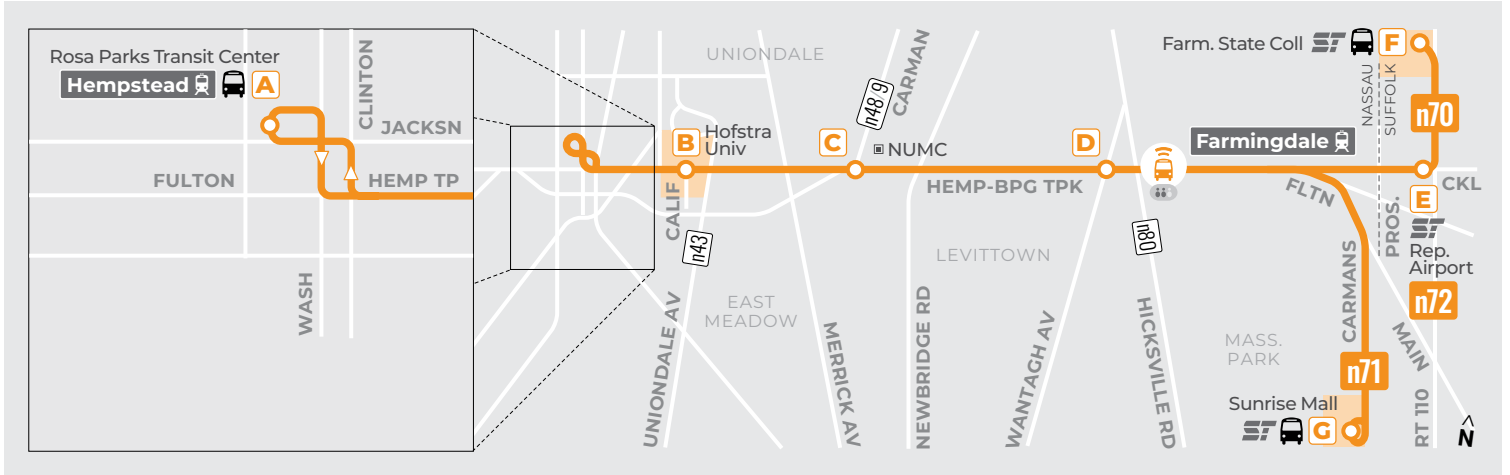 Rosa Parks Transit Center
Hempstead
A
CLINTON
JACKSN
FULTON
HEMP TP
WASH
UNIONDALE
B
Hofstra
Univ
CALIF
n43
UNIONDALE AV
EAST
MEADOW
MERRICK AV
C
n48/9
CARMAN
NUMC
HEMP-BPG TPK
NEWBRIDGE RD
LEVITTOWN
D
WANTAGH AV
n80
HICKSVILLE RD
Farmingdale
FLTN
Farm. State Coll
ST
F
NASSAU
SUFFOLK
n70
CKL
E
ST
Rep.
Airport
n72
PROS.
CARMANS
MAIN
RT 110
MASS.
PARK
n71
Sunrise Mall
ST
G
N